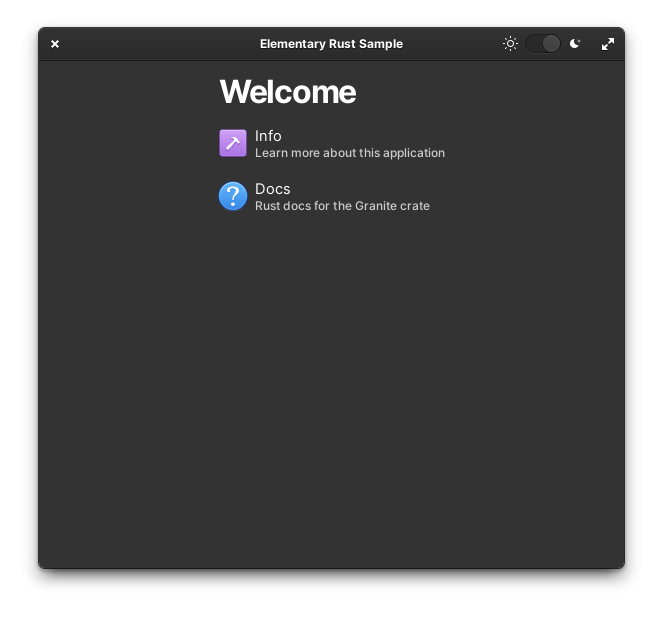 Elementary Rust Sample
Welcome
Info
Learn more about this application
Docs
Rust docs for the Granite crate